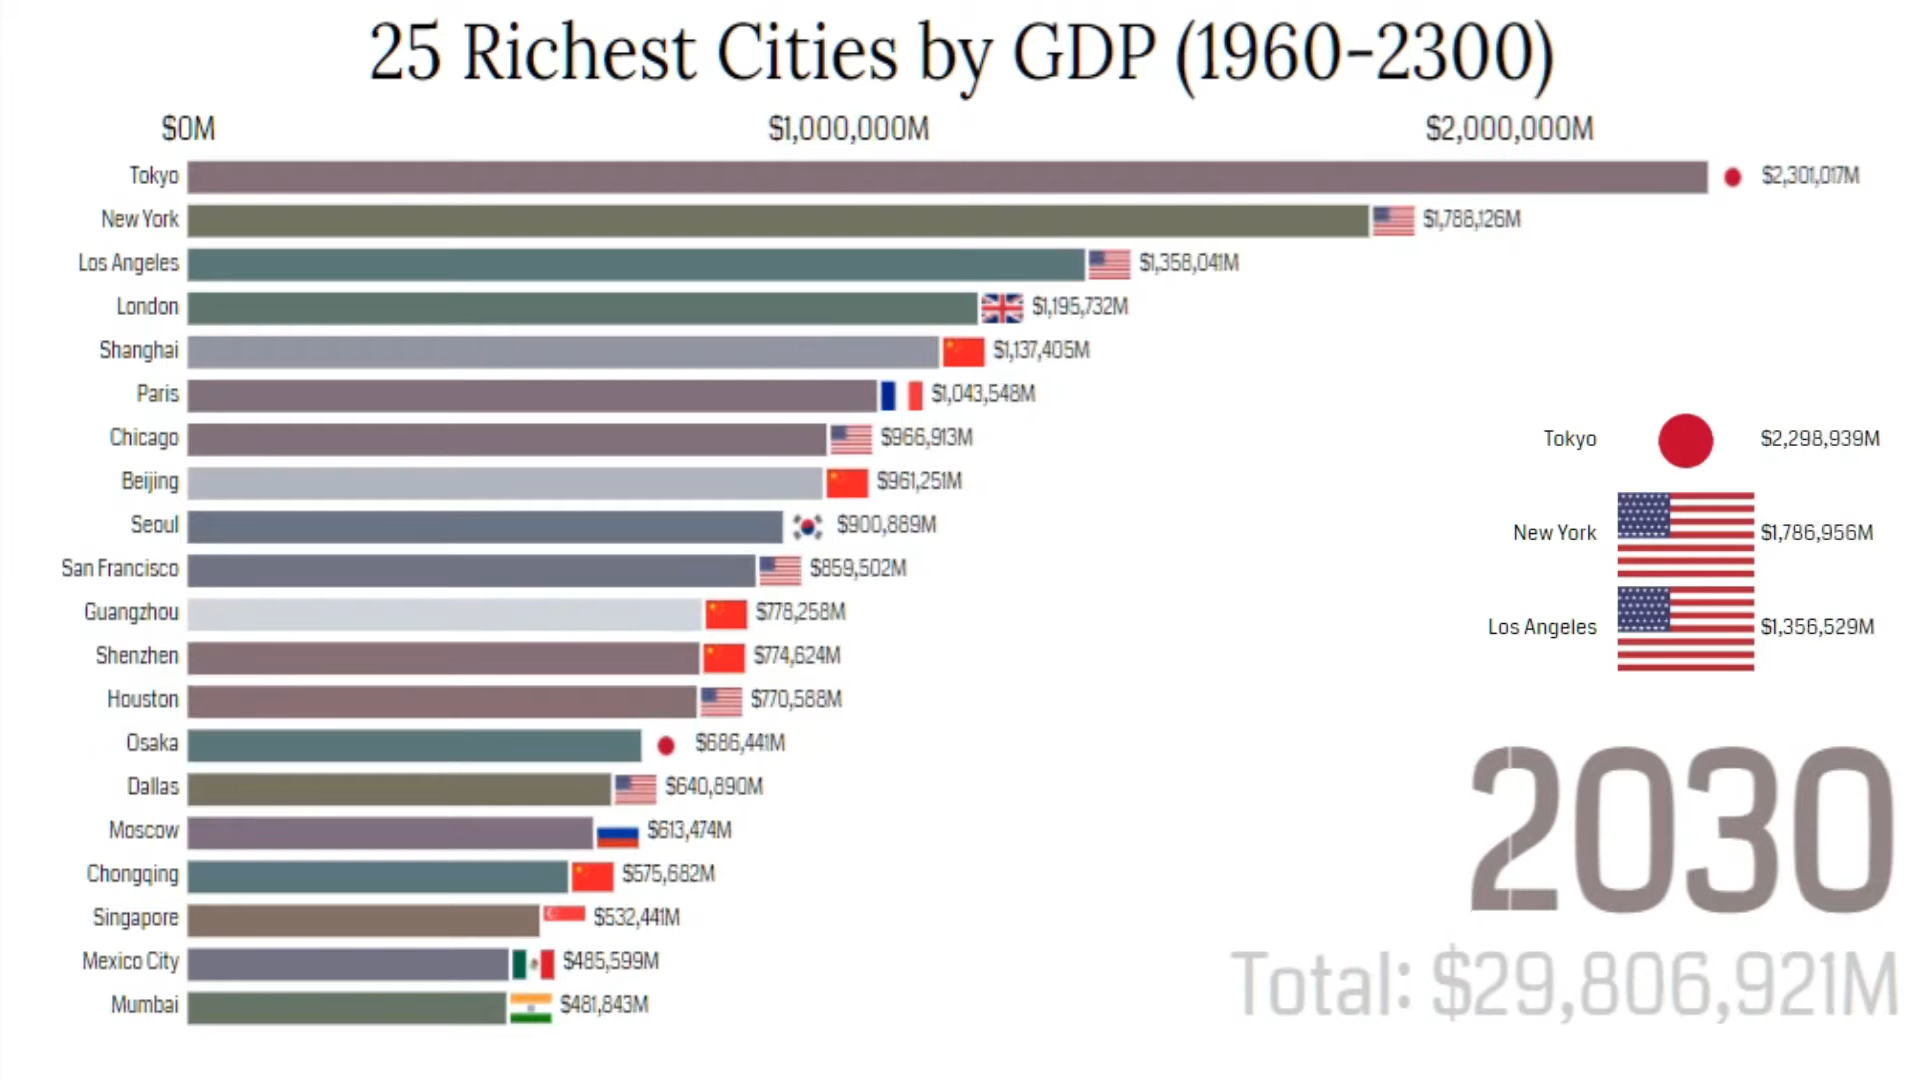 25 Richest Cities by GDP (1960-2300)
$0M $1,000,000M $2,000,000M
Tokyo $2,301,017M
New York $1,788,126M
Los Angeles $1,358,041M
London $1,195,732M
Shanghai $1,137,405M
Paris $1,043,548M
Chicago $966,913M
Beijing $961,251M
Seoul $900,889M
San Francisco $859,502M
Guangzhou $778,258M
Shenzhen $774,624M
Houston $770,588M
Osaka $686,441M
Dallas $640,890M
Moscow $613,474M
Chongqing $575,682M
Singapore $532,441M
Mexico City $485,599M
Mumbai $481,843M
Tokyo $2,298,939M
New York $1,786,956M
Los Angeles $1,356,529M
2030
Total: $29,806,921M